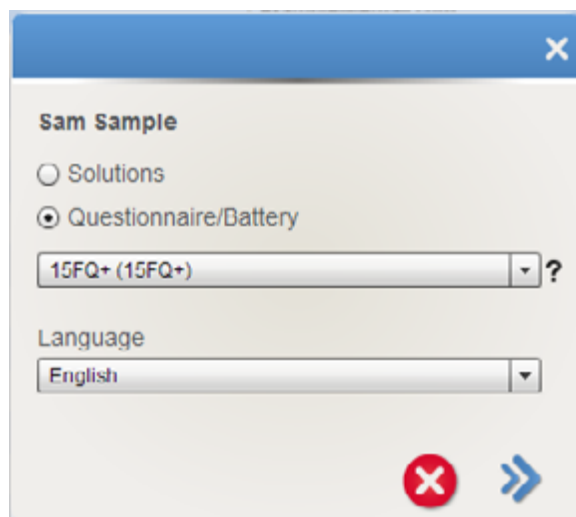 Sam Sample
Solutions
Questionnaire/Battery
15FQ+ (15FQ+)
?
Language
English